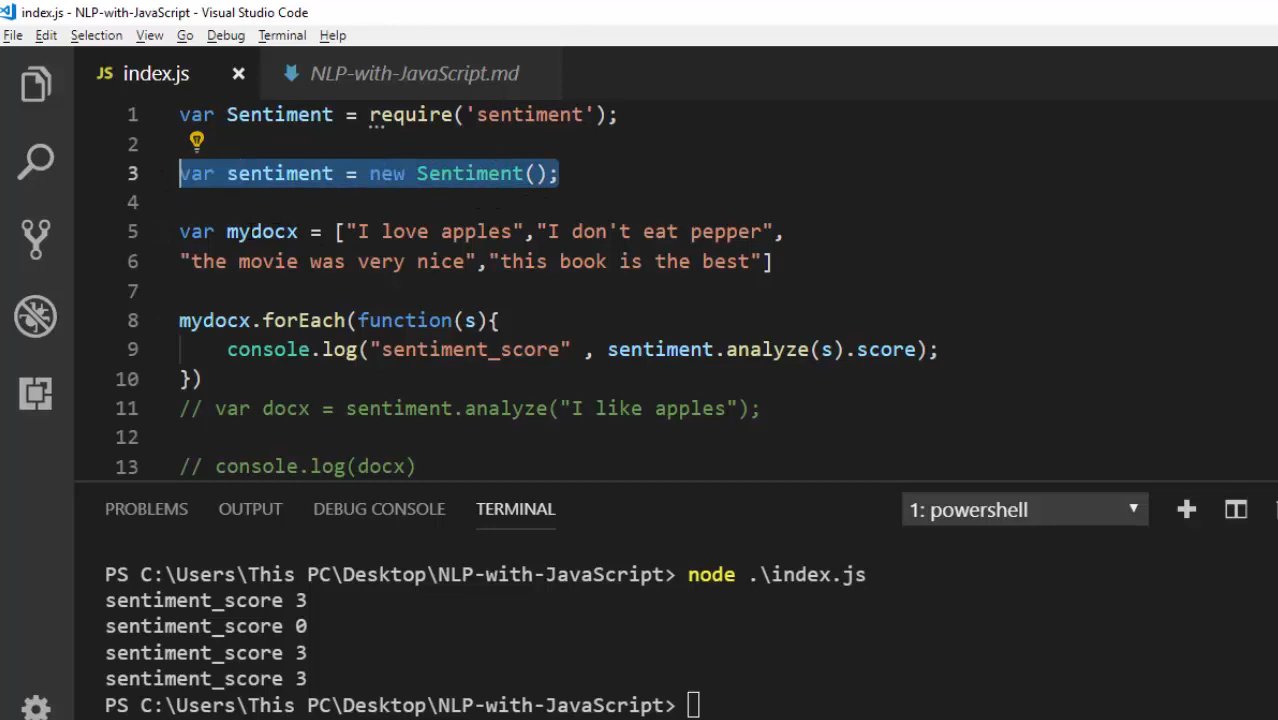 index.js - NLP-with-JavaScript - Visual Studio Code
File Edit Selection View Go Debug Terminal Help
JS index.js × NLP-with-JavaScript.md
1 var Sentiment = require('sentiment');
2
3 var sentiment = new Sentiment();
4
5 var mydocx = ["I love apples","I don't eat pepper",
6 "the movie was very nice","this book is the best"]
7
8 mydocx.forEach(function(s){
9 console.log("sentiment_score" , sentiment.analyze(s).score);
10 })
11 // var docx = sentiment.analyze("I like apples");
12
13 // console.log(docx)
PROBLEMS OUTPUT DEBUG CONSOLE TERMINAL 1: powershell
PS C:\Users\This PC\Desktop\NLP-with-JavaScript> node .\index.js
sentiment_score 3
sentiment_score 0
sentiment_score 3
sentiment_score 3
PS C:\Users\This PC\Desktop\NLP-with-JavaScript>